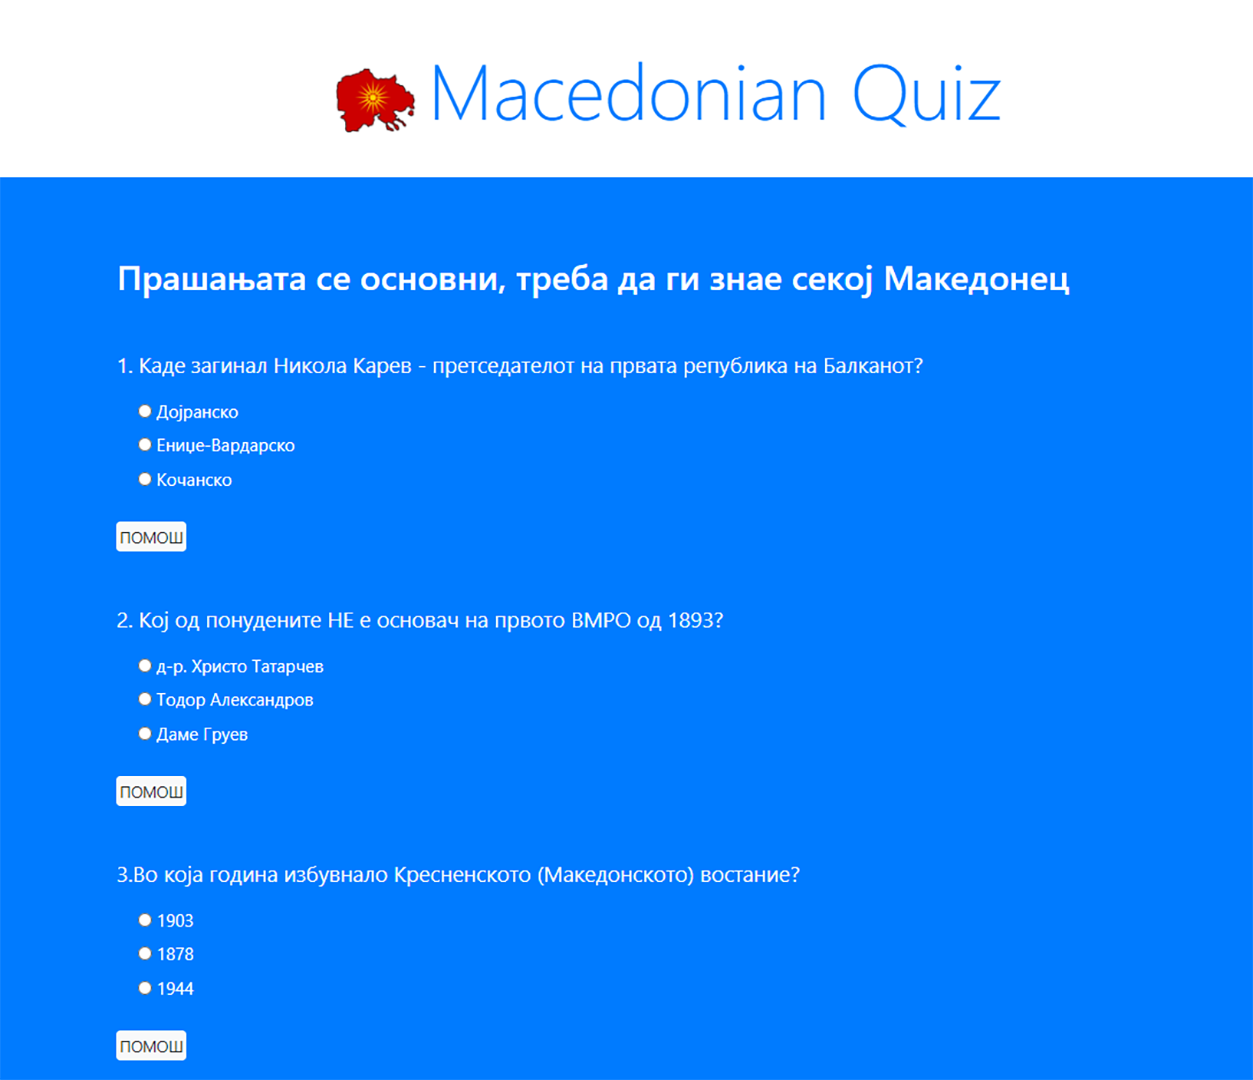 Macedonian Quiz
Прашањата се основни, треба да ги знае секој Македонец
1. Каде загинал Никола Карев - претседателот на првата република на Балканот?
Дојранско
Ениџе-Вардарско
Кочанско
ПОМОШ
2. Кој од понудените НЕ е основач на првото ВМРО од 1893?
д-р. Христо Татарчев
Тодор Александров
Даме Груев
ПОМОШ
3.Во која година избувнало Кресненското (Македонското) востание?
1903
1878
1944
ПОМОШ